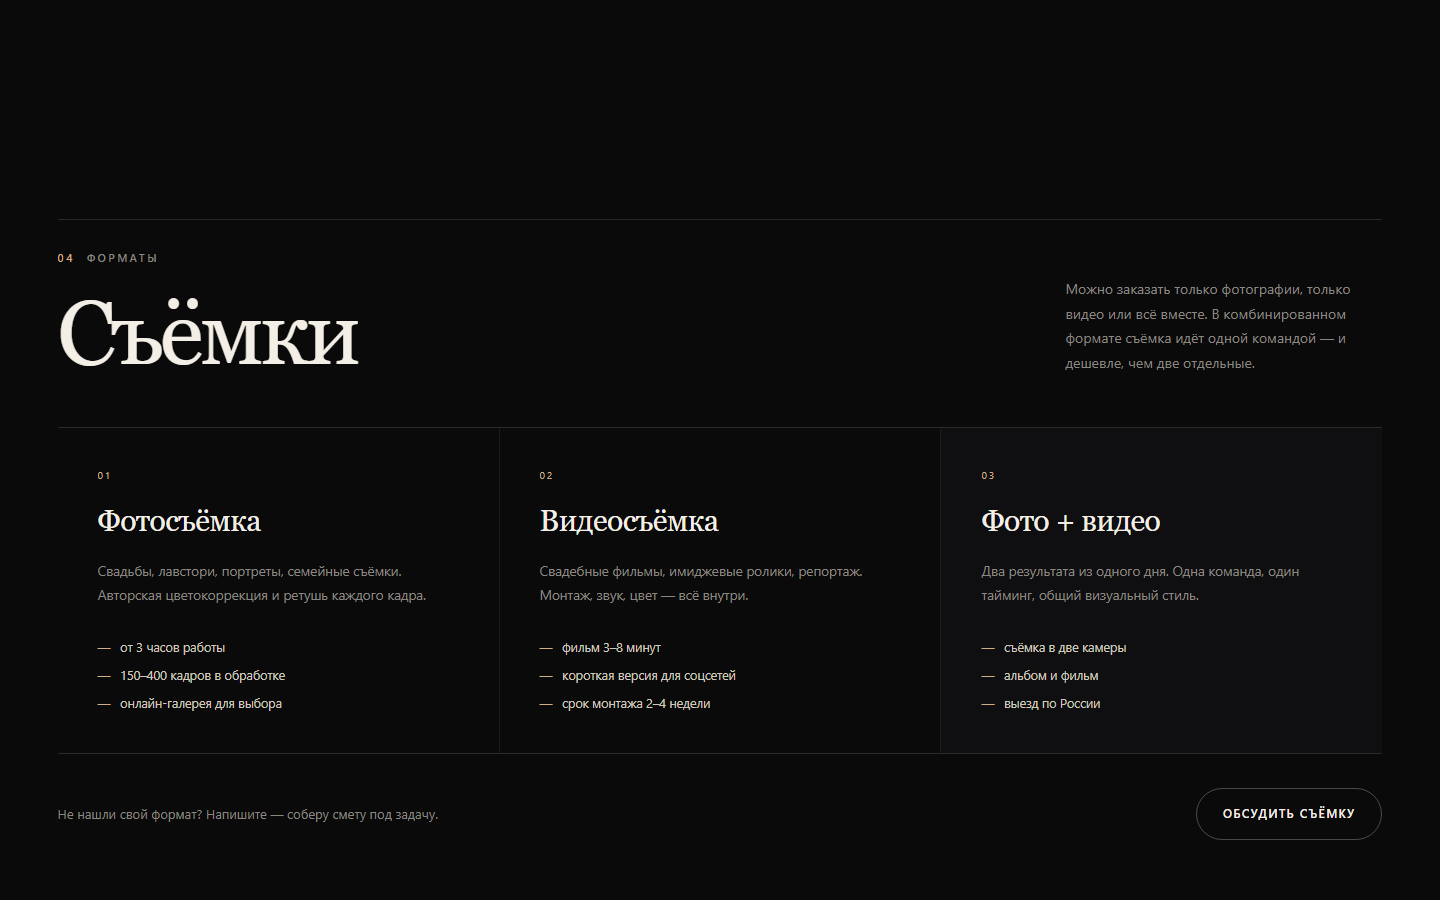 04 ФОРМАТЫ
Съёмки
Можно заказать только фотографии, только
видео или всё вместе. В комбинированном
формате съёмка идёт одной командой — и
дешевле, чем две отдельные.
01
Фотосъёмка
Свадьбы, лавстори, портреты, семейные съёмки.
Авторская цветокоррекция и ретушь каждого кадра.
— от 3 часов работы
— 150–400 кадров в обработке
— онлайн-галерея для выбора
02
Видеосъёмка
Свадебные фильмы, имиджевые ролики, репортаж.
Монтаж, звук, цвет — всё внутри.
— фильм 3–8 минут
— короткая версия для соцсетей
— срок монтажа 2–4 недели
03
Фото + видео
Два результата из одного дня. Одна команда, один
тайминг, общий визуальный стиль.
— съёмка в две камеры
— альбом и фильм
— выезд по России
Не нашли свой формат? Напишите — соберу смету под задачу.
ОБСУДИТЬ СЪЁМКУ